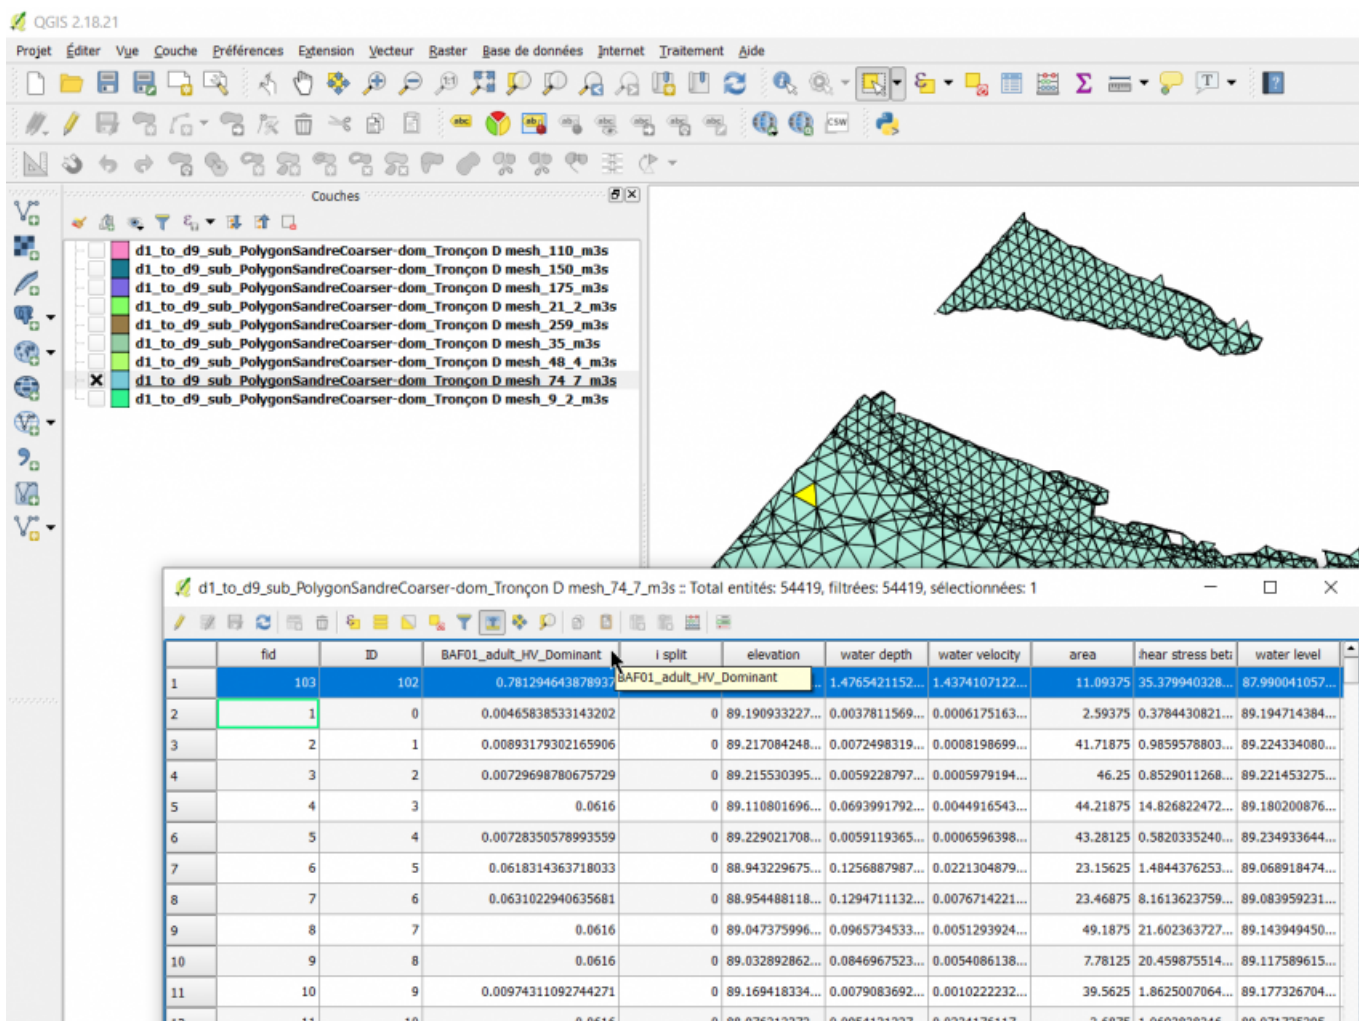 QGIS 2.18.21
Projet Éditer Vue Couche Préférences Extension Vecteur Raster Base de données Internet Traitement Aide
abc abc CSW
Couches
d1_to_d9_sub_PolygonSandreCoarser-dom_Tronçon D mesh_110_m3s
d1_to_d9_sub_PolygonSandreCoarser-dom_Tronçon D mesh_150_m3s
d1_to_d9_sub_PolygonSandreCoarser-dom_Tronçon D mesh_175_m3s
d1_to_d9_sub_PolygonSandreCoarser-dom_Tronçon D mesh_21_2_m3s
d1_to_d9_sub_PolygonSandreCoarser-dom_Tronçon D mesh_259_m3s
d1_to_d9_sub_PolygonSandreCoarser-dom_Tronçon D mesh_35_m3s
d1_to_d9_sub_PolygonSandreCoarser-dom_Tronçon D mesh_48_4_m3s
d1_to_d9_sub_PolygonSandreCoarser-dom_Tronçon D mesh_74_7_m3s
d1_to_d9_sub_PolygonSandreCoarser-dom_Tronçon D mesh_9_2_m3s
d1_to_d9_sub_PolygonSandreCoarser-dom_Tronçon D mesh_74_7_m3s :: Total entités: 54419, filtrées: 54419, sélectionnées: 1
fid ID BAF01_adult_HV_Dominant i split elevation water depth water velocity area hear stress beta water level
BAF01_adult_HV_Dominant
1 103 102 0.781294643878937 1.4765421152... 1.4374107122... 11.09375 35.379940328... 87.990041057...
2 1 0 0.00465838533143202 0 89.190933227... 0.0037811569... 0.0006175163... 2.59375 0.3784430821... 89.194714384...
3 2 1 0.00893179302165906 0 89.217084248... 0.0072498319... 0.0008198699... 41.71875 0.9859578803... 89.224334080...
4 3 2 0.00729698780675729 0 89.215530395... 0.0059228797... 0.0005979194... 46.25 0.8529011268... 89.221453275...
5 4 3 0.0616 0 89.110801696... 0.0693991792... 0.0044916543... 44.21875 14.826822472... 89.180200876...
6 5 4 0.00728350578993559 0 89.229021708... 0.0059119365... 0.0006596398... 43.28125 0.5820335240... 89.234933644...
7 6 5 0.06183143637​18033 0 88.943229675... 0.1256887987... 0.0221304879... 23.15625 1.4844376253... 89.068918474...
8 7 6 0.0631022940635681 0 88.954488118... 0.1294711132... 0.0076714221... 23.46875 8.1613623759... 89.083959231...
9 8 7 0.0616 0 89.047375996... 0.0965734533... 0.0051293924... 49.1875 21.602363727... 89.143949450...
10 9 8 0.0616 0 89.032892862... 0.0846967523... 0.0054086138... 7.78125 20.459875514... 89.117589615...
11 10 9 0.00974311092744271 0 89.169418334... 0.0079083692... 0.0010222232... 39.5625 1.8625007064... 89.177326704...